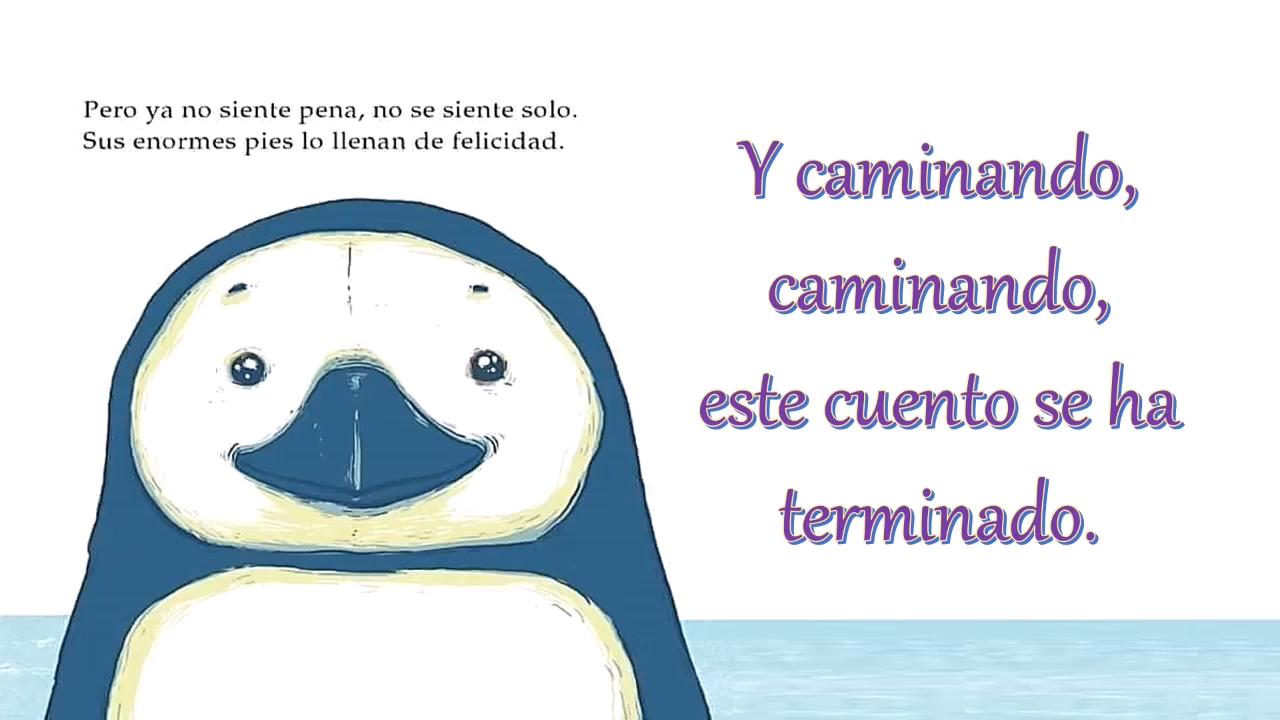 Pero ya no siente pena, no se siente solo.
Sus enormes pies lo llenan de felicidad.
Y caminando,
caminando,
este cuento se ha
terminado.